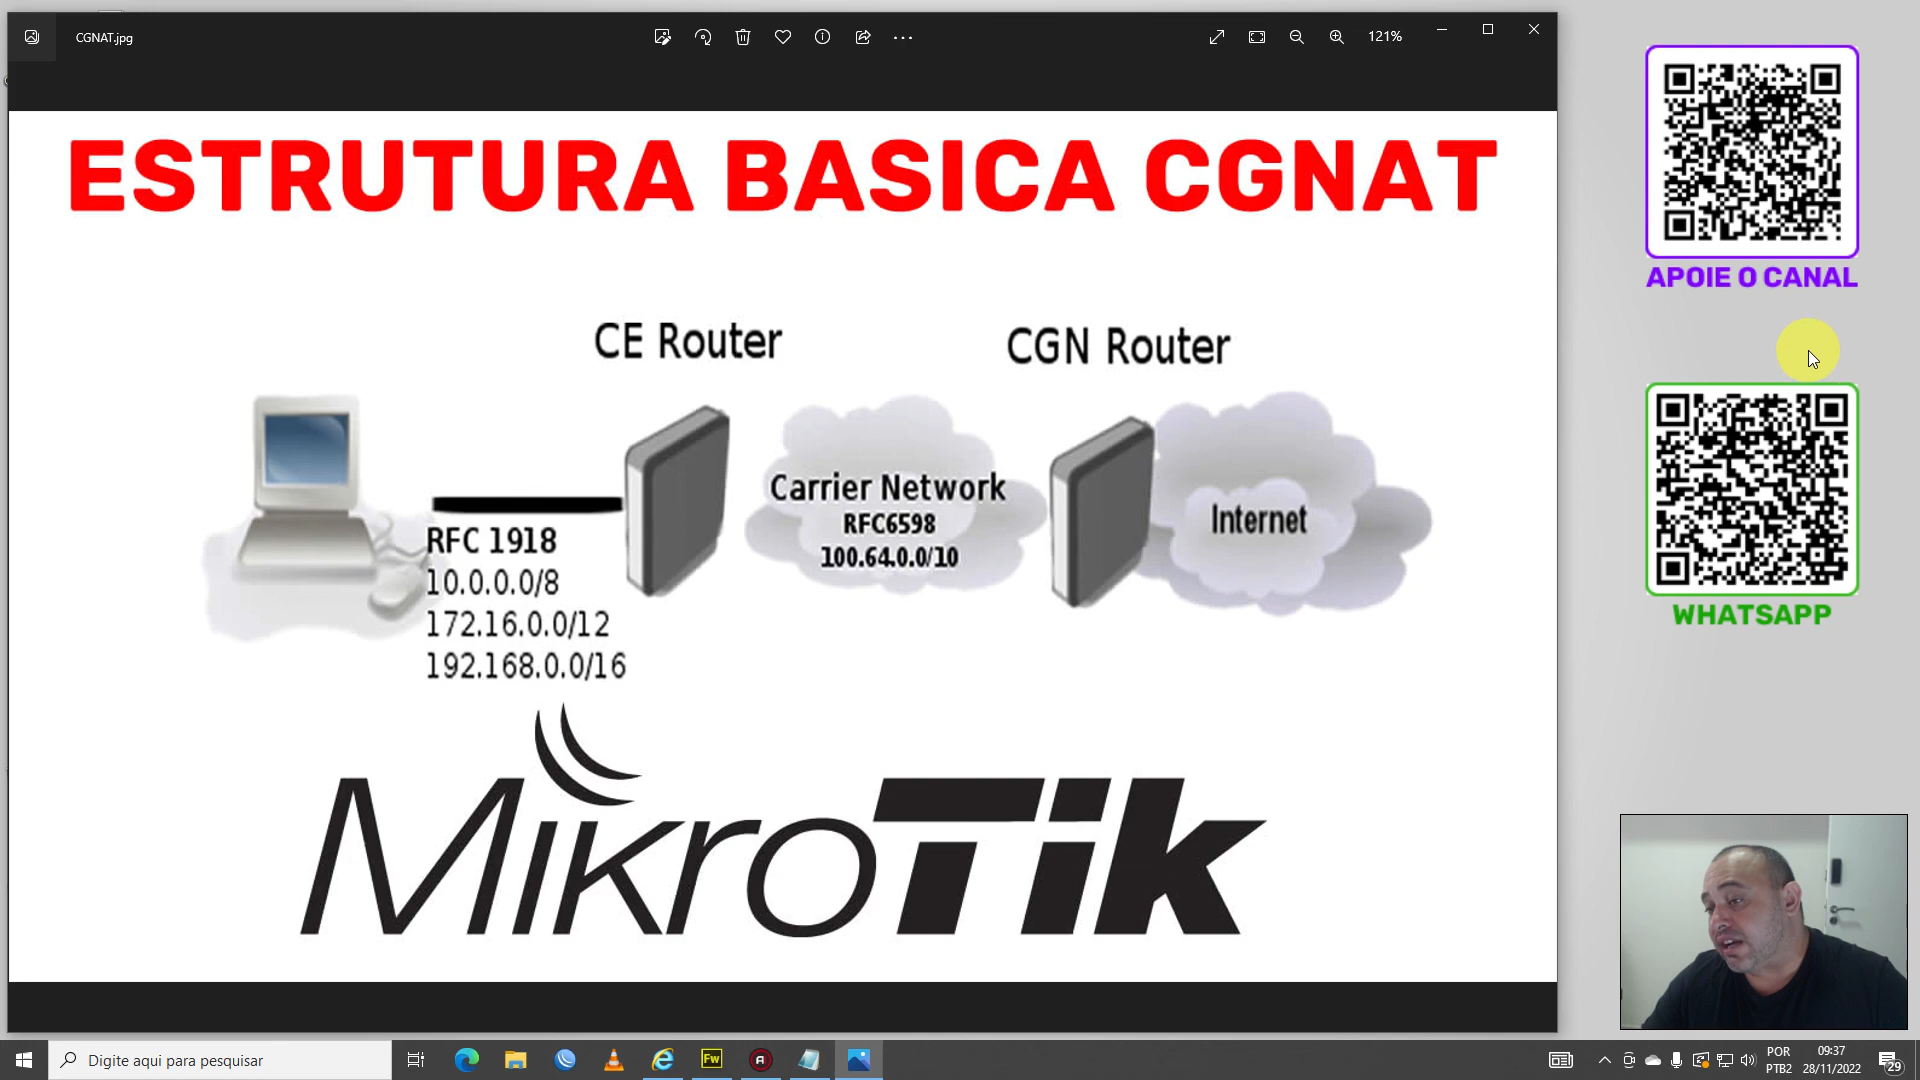 CGNAT.jpg
121%
ESTRUTURA BASICA CGNAT
CE Router
CGN Router
Carrier Network
RFC6598
100.64.0.0/10
Internet
RFC 1918
10.0.0.0/8
172.16.0.0/12
192.168.0.0/16
MikroTik
APOIE O CANAL
WHATSAPP
Digite aqui para pesquisar
Fw
POR
PTB2
09:37
28/11/2022
29